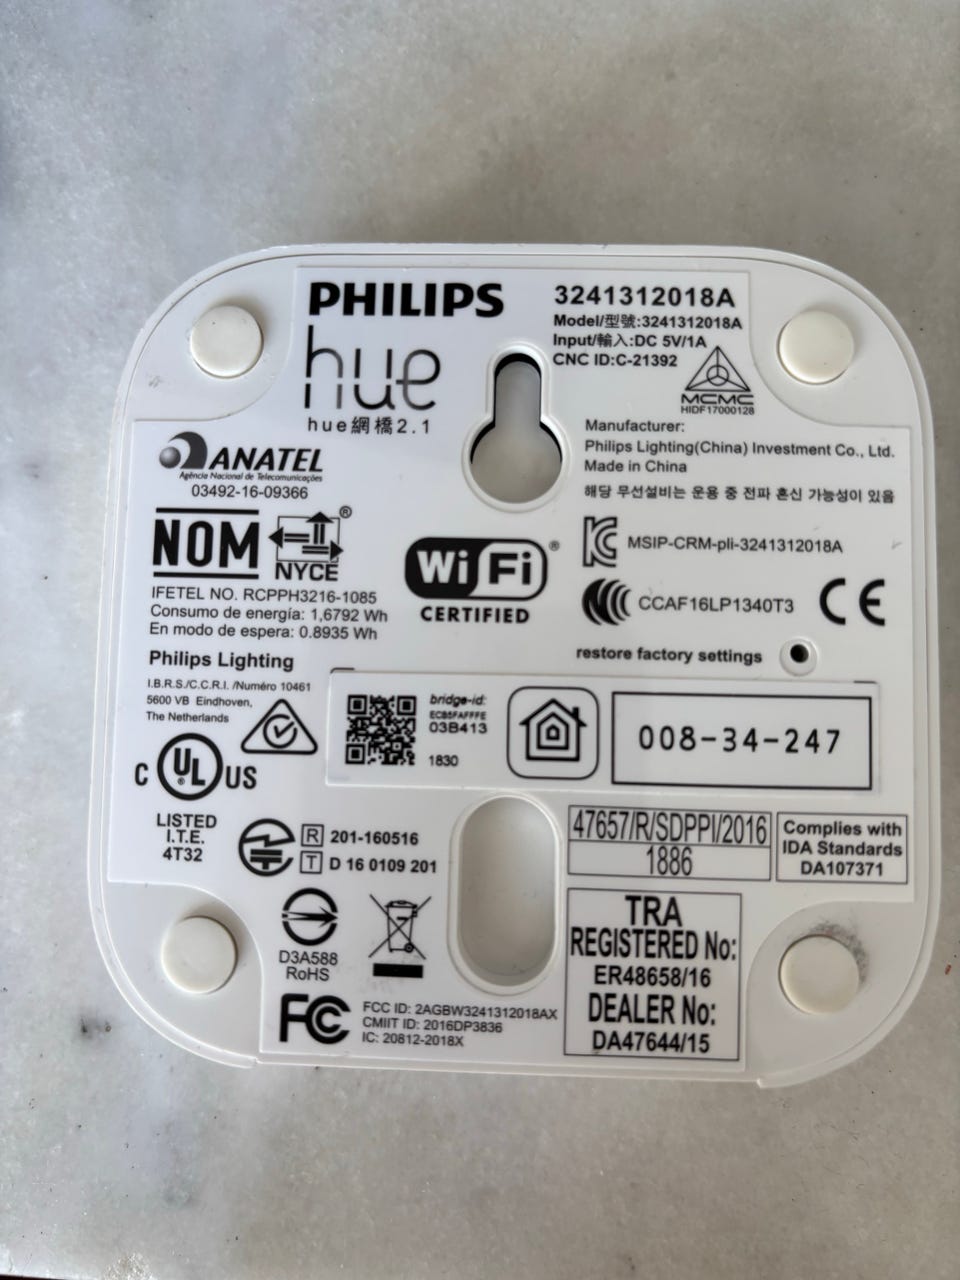 PHILIPS
hue
hue網橋2.1
3241312018A
Model/型號:3241312018A
Input/輸入:DC 5V/1A
CNC ID:C-21392
MCMC
HIDF17000128
Manufacturer:
Philips Lighting(China) Investment Co., Ltd.
Made in China
해당 무선설비는 운용 중 전파 혼신 가능성이 있음
ANATEL
Agência Nacional de Telecomunicações
03492-16-09366
NOM
NYCE ®
IFETEL NO. RCPPH3216-1085
Consumo de energía: 1,6792 Wh
En modo de espera: 0.8935 Wh
WiFi ®
CERTIFIED
MSIP-CRM-pli-3241312018A
CCAF16LP1340T3
CE
restore factory settings
Philips Lighting
I.B.R.S./C.C.R.I. /Numéro 10461
5600 VB Eindhoven,
The Netherlands
bridge-id:
ECB5FAFFFE
03B413
1830
008-34-247
C UL ® US
LISTED
I.T.E.
4T32
R 201-160516
T D 16 0109 201
47657/R/SDPPI/2016
1886
Complies with
IDA Standards
DA107371
D3A588
RoHS
TRA
REGISTERED No:
ER48658/16
DEALER No:
DA47644/15
FC
FCC ID: 2AGBW3241312018AX
CMIIT ID: 2016DP3836
IC: 20812-2018X